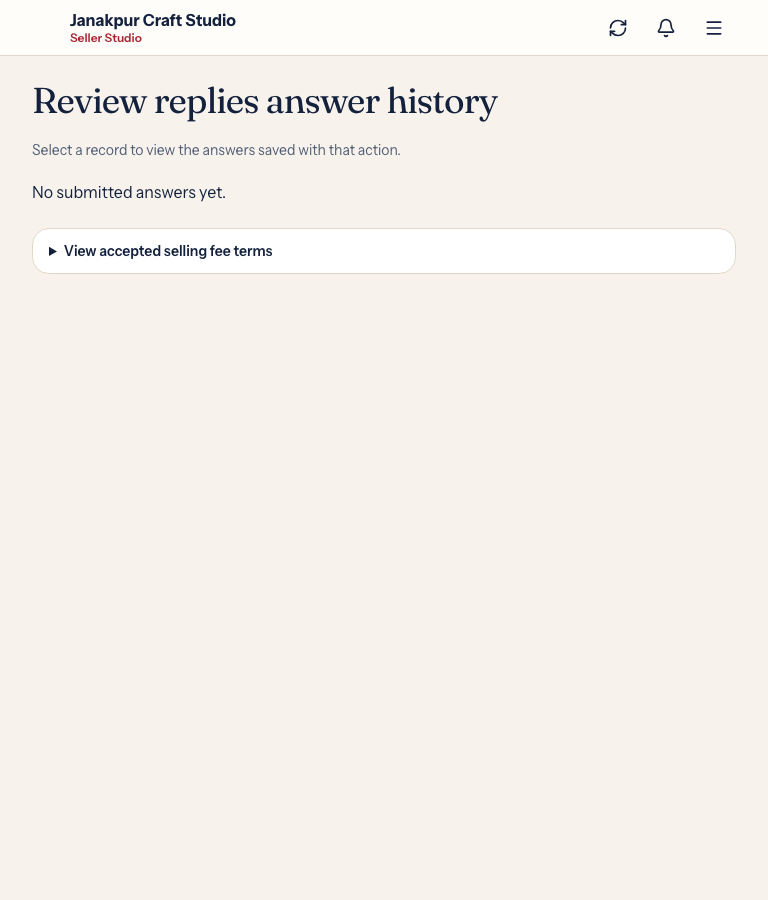 Janakpur Craft Studio
Seller Studio
Review replies answer history
Select a record to view the answers saved with that action.
No submitted answers yet.
View accepted selling fee terms